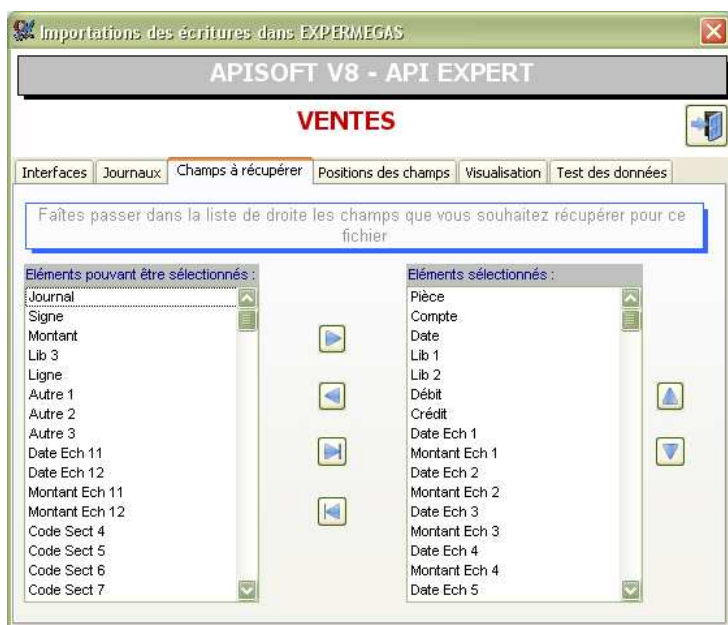 Importations des écritures dans EXPERMEGAS
APISOFT V8 - API EXPERT
VENTES
Interfaces Journaux Champs à récupérer Positions des champs Visualisation Test des données
Faîtes passer dans la liste de droite les champs que vous souhaitez récupérer pour ce
fichier
Eléments pouvant être sélectionnés :
Journal
Signe
Montant
Lib 3
Ligne
Autre 1
Autre 2
Autre 3
Date Ech 11
Date Ech 12
Montant Ech 11
Montant Ech 12
Code Sect 4
Code Sect 5
Code Sect 6
Code Sect 7
Eléments sélectionnés :
Pièce
Compte
Date
Lib 1
Lib 2
Débit
Crédit
Date Ech 1
Montant Ech 1
Date Ech 2
Montant Ech 2
Date Ech 3
Montant Ech 3
Date Ech 4
Montant Ech 4
Date Ech 5